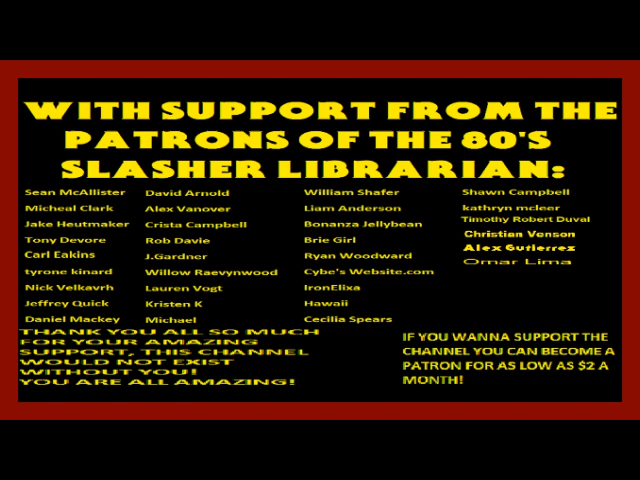 WITH SUPPORT FROM THE
PATRONS OF THE 80'S
SLASHER LIBRARIAN:
Sean McAllister
Micheal Clark
Jake Heutmaker
Tony Devore
Carl Eakins
tyrone kinard
Nick Velkavrh
Jeffrey Quick
Daniel Mackey
David Arnold
Alex Vanover
Crista Campbell
Rob Davie
J.Gardner
Willow Raevynwood
Lauren Vogt
Kristen K
Michael
William Shafer
Liam Anderson
Bonanza Jellybean
Brie Girl
Ryan Woodward
Cybe's Website.com
IronElixa
Hawaii
Cecilia Spears
Shawn Campbell
kathryn mcleer
Timothy Robert Duval
Christian Venson
Alex Gutierrez
Omar Lima
THANK YOU ALL SO MUCH
FOR YOUR AMAZING
SUPPORT, THIS CHANNEL
WOULD NOT EXIST
WITHOUT YOU!
YOU ARE ALL AMAZING!
IF YOU WANNA SUPPORT THE
CHANNEL YOU CAN BECOME A
PATRON FOR AS LOW AS $2 A
MONTH!